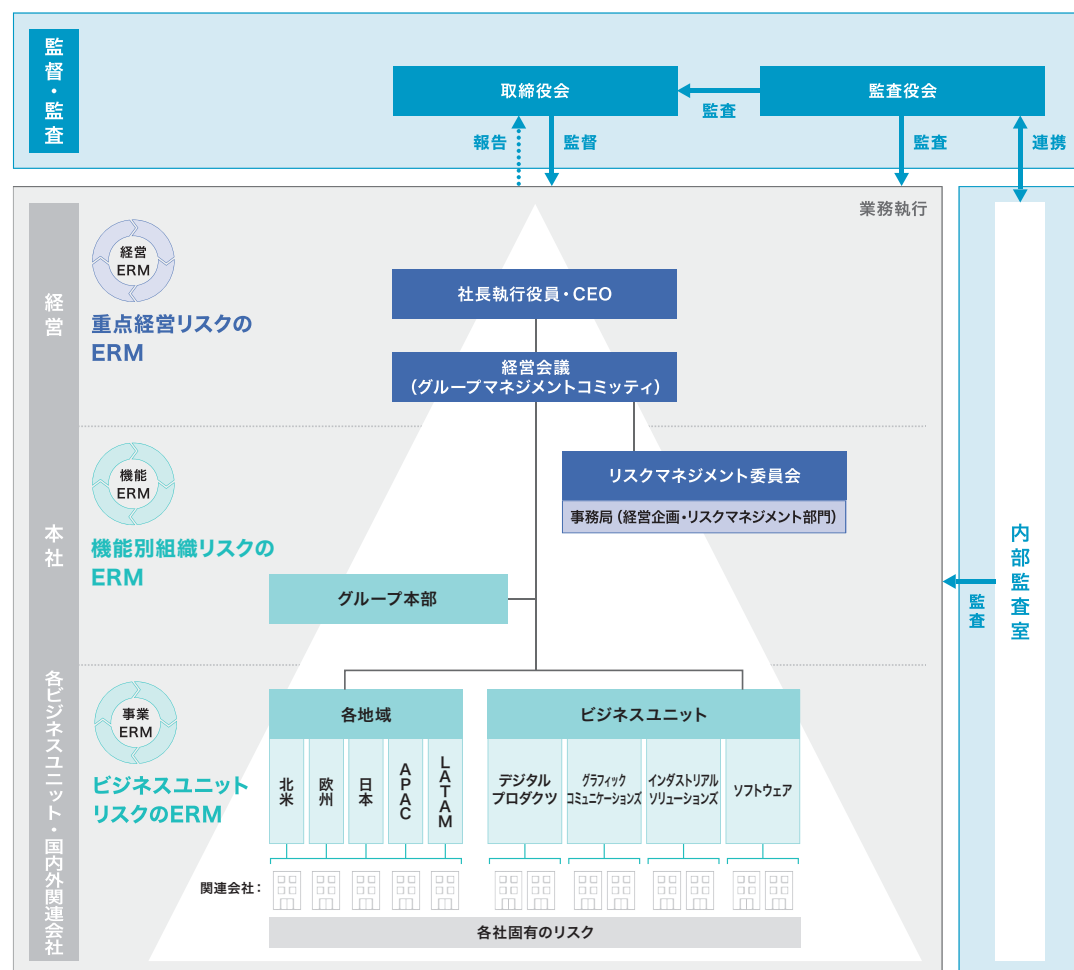 監督・監査
取締役会
監査役会
監査
報告
監督
監査
連携
業務執行
経営
経営
ERM
重点経営リスクの
ERM
社長執行役員・CEO
経営会議
（グループマネジメントコミッティ）
本社
機能
ERM
機能別組織リスクの
ERM
リスクマネジメント委員会
事務局（経営企画・リスクマネジメント部門）
グループ本部
内部監査室
監査
各ビジネスユニット・国内外関連会社
事業
ERM
ビジネスユニット
リスクのERM
各地域
北米
欧州
日本
APAC
LATAM
ビジネスユニット
デジタル
プロダクツ
グラフィック
コミュニケーションズ
インダストリアル
ソリューションズ
ソフトウェア
関連会社：
各社固有のリスク